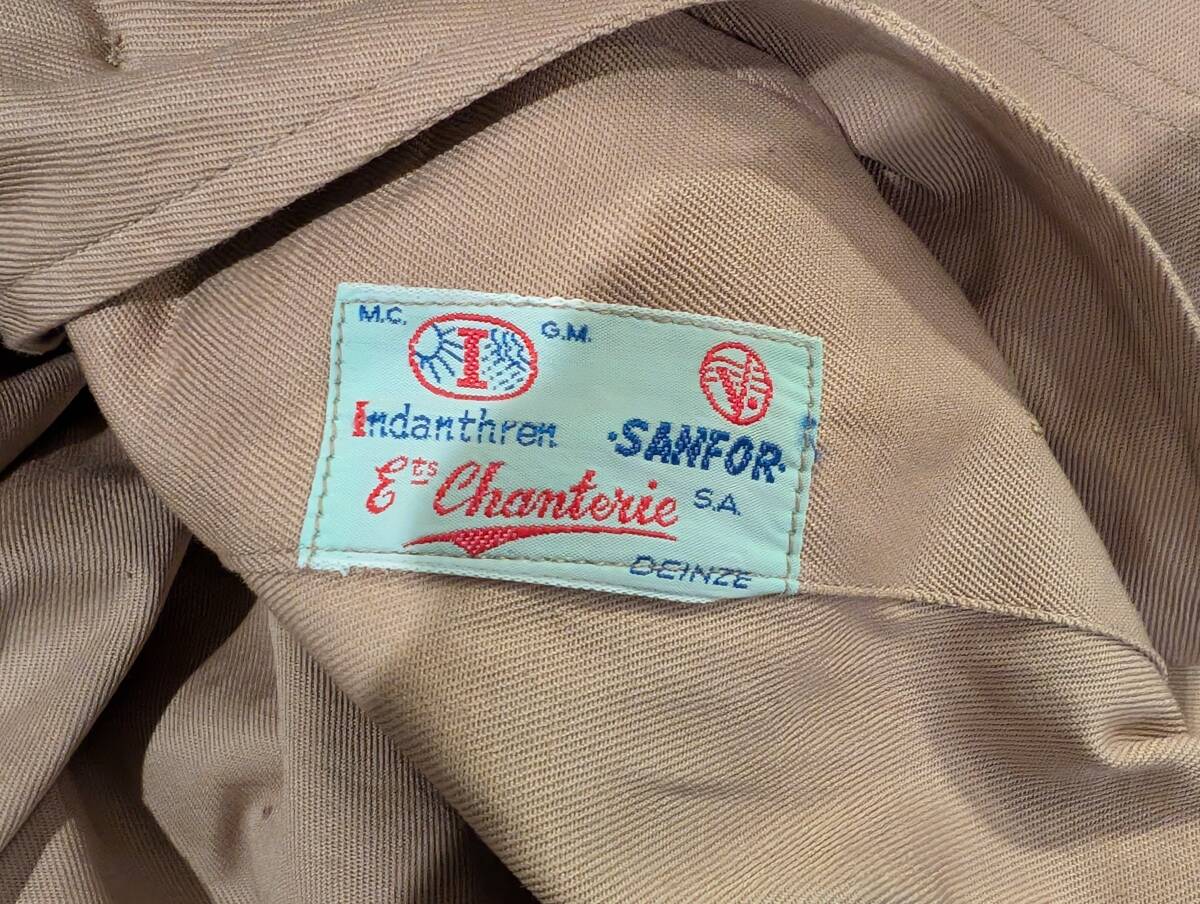 M.C. I G.M.
V.
Indanthren ·SANFOR·
Ets Chanterie S.A.
DEINZE